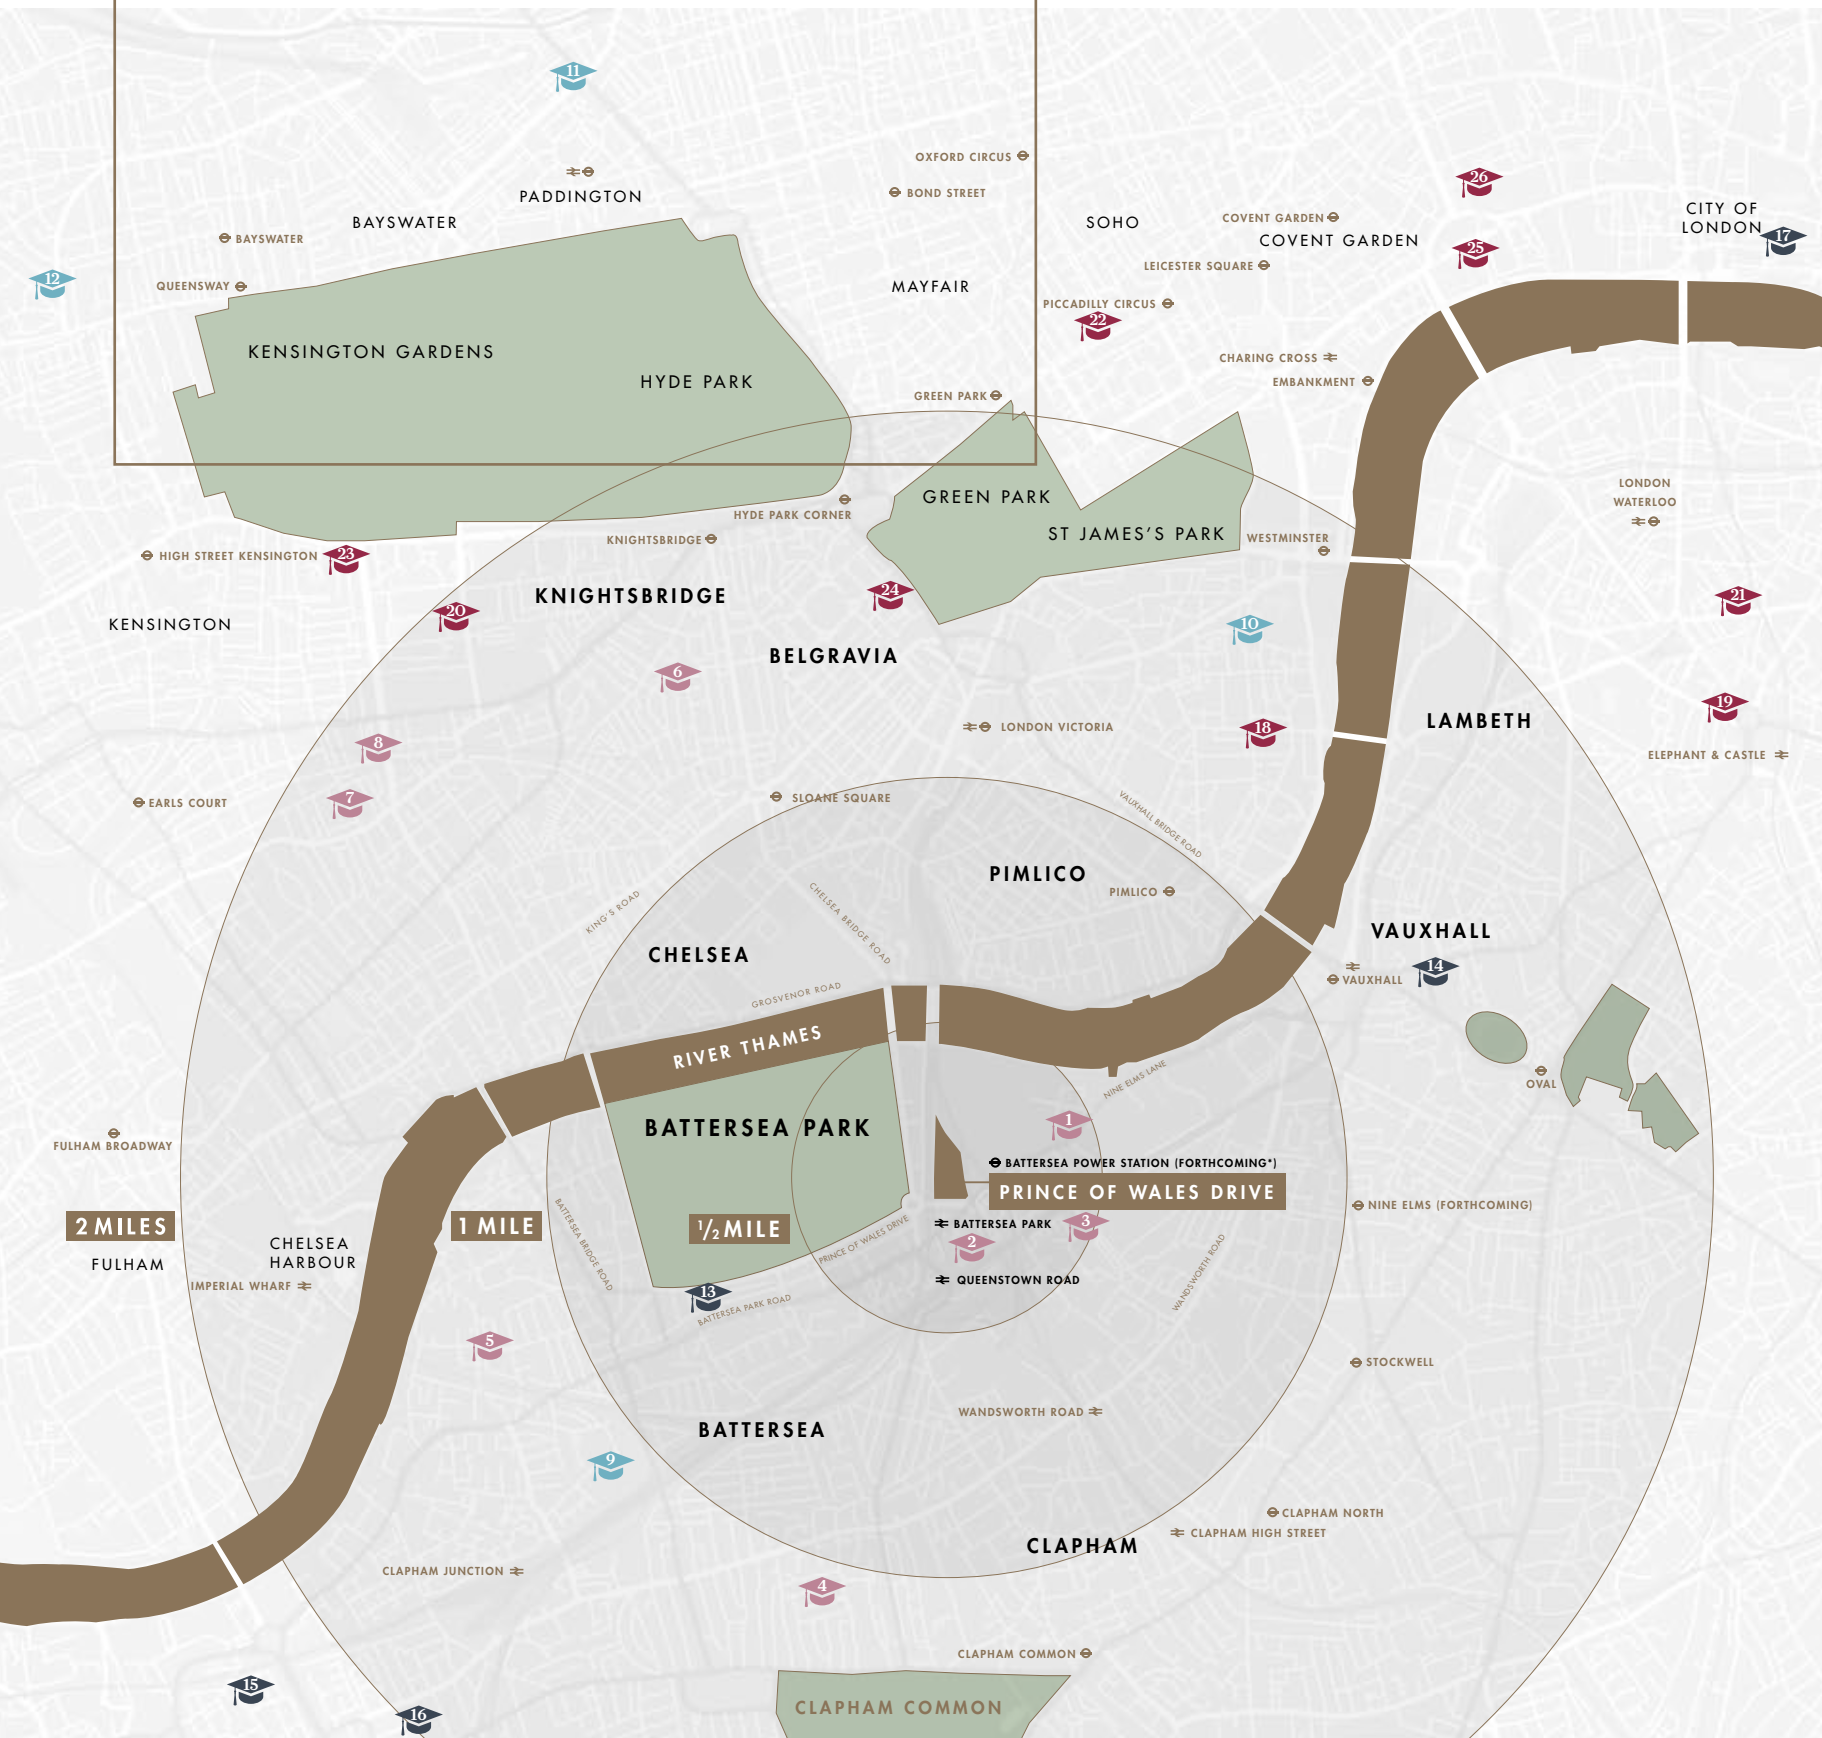 11
OXFORD CIRCUS
26
BOND STREET
PADDINGTON
CITY OF
LONDON
17
BAYSWATER
SOHO
COVENT GARDEN
COVENT GARDEN
BAYSWATER
25
LEICESTER SQUARE
12
QUEENSWAY
MAYFAIR
PICCADILLY CIRCUS
22
KENSINGTON GARDENS
HYDE PARK
CHARING CROSS
EMBANKMENT
GREEN PARK
LONDON
WATERLOO
GREEN PARK
HYDE PARK CORNER
ST JAMES'S PARK
WESTMINSTER
KNIGHTSBRIDGE
HIGH STREET KENSINGTON
23
KNIGHTSBRIDGE
24
21
20
KENSINGTON
10
BELGRAVIA
6
19
LAMBETH
LONDON VICTORIA
18
8
ELEPHANT & CASTLE
EARLS COURT
7
SLOANE SQUARE
VAUXHALL BRIDGE ROAD
PIMLICO
PIMLICO
KING'S ROAD
CHELSEA BRIDGE ROAD
VAUXHALL
CHELSEA
14
VAUXHALL
GROSVENOR ROAD
RIVER THAMES
NINE ELMS LANE
OVAL
1
BATTERSEA PARK
FULHAM BROADWAY
BATTERSEA POWER STATION (FORTHCOMING*)
PRINCE OF WALES DRIVE
NINE ELMS (FORTHCOMING)
2 MILES
1 MILE
1/2 MILE
BATTERSEA PARK
3
PRINCE OF WALES DRIVE
2
BATTERSEA BRIDGE ROAD
WANDSWORTH ROAD
CHELSEA
HARBOUR
FULHAM
IMPERIAL WHARF
QUEENSTOWN ROAD
13
BATTERSEA PARK ROAD
5
STOCKWELL
WANDSWORTH ROAD
BATTERSEA
9
CLAPHAM NORTH
CLAPHAM HIGH STREET
CLAPHAM
CLAPHAM JUNCTION
4
CLAPHAM COMMON
15
CLAPHAM COMMON
16